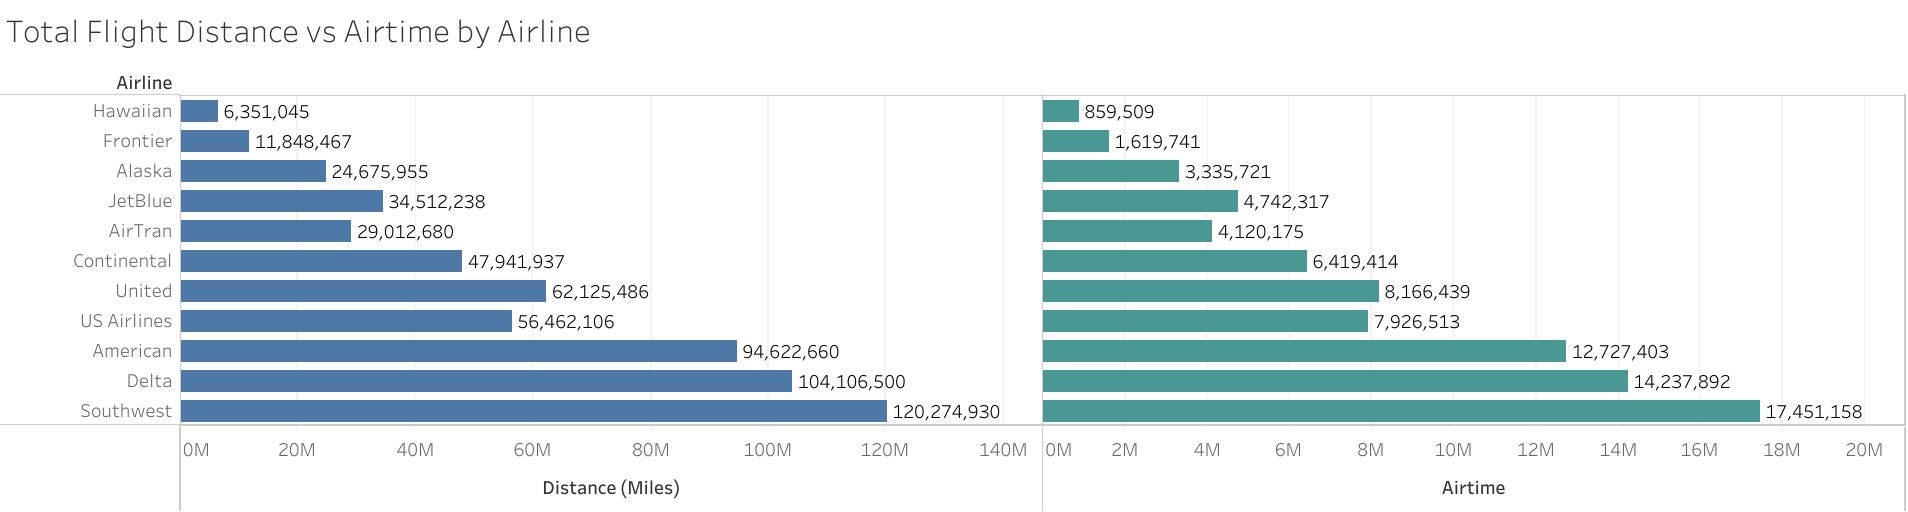 Total Flight Distance vs Airtime by Airline
Airline
Hawaiian 6,351,045 859,509
Frontier 11,848,467 1,619,741
Alaska 24,675,955 3,335,721
JetBlue 34,512,238 4,742,317
AirTran 29,012,680 4,120,175
Continental 47,941,937 6,419,414
United 62,125,486 8,166,439
US Airlines 56,462,106 7,926,513
American 94,622,660 12,727,403
Delta 104,106,500 14,237,892
Southwest 120,274,930 17,451,158
0M 20M 40M 60M 80M 100M 120M 140M 0M 2M 4M 6M 8M 10M 12M 14M 16M 18M 20M
Distance (Miles) Airtime